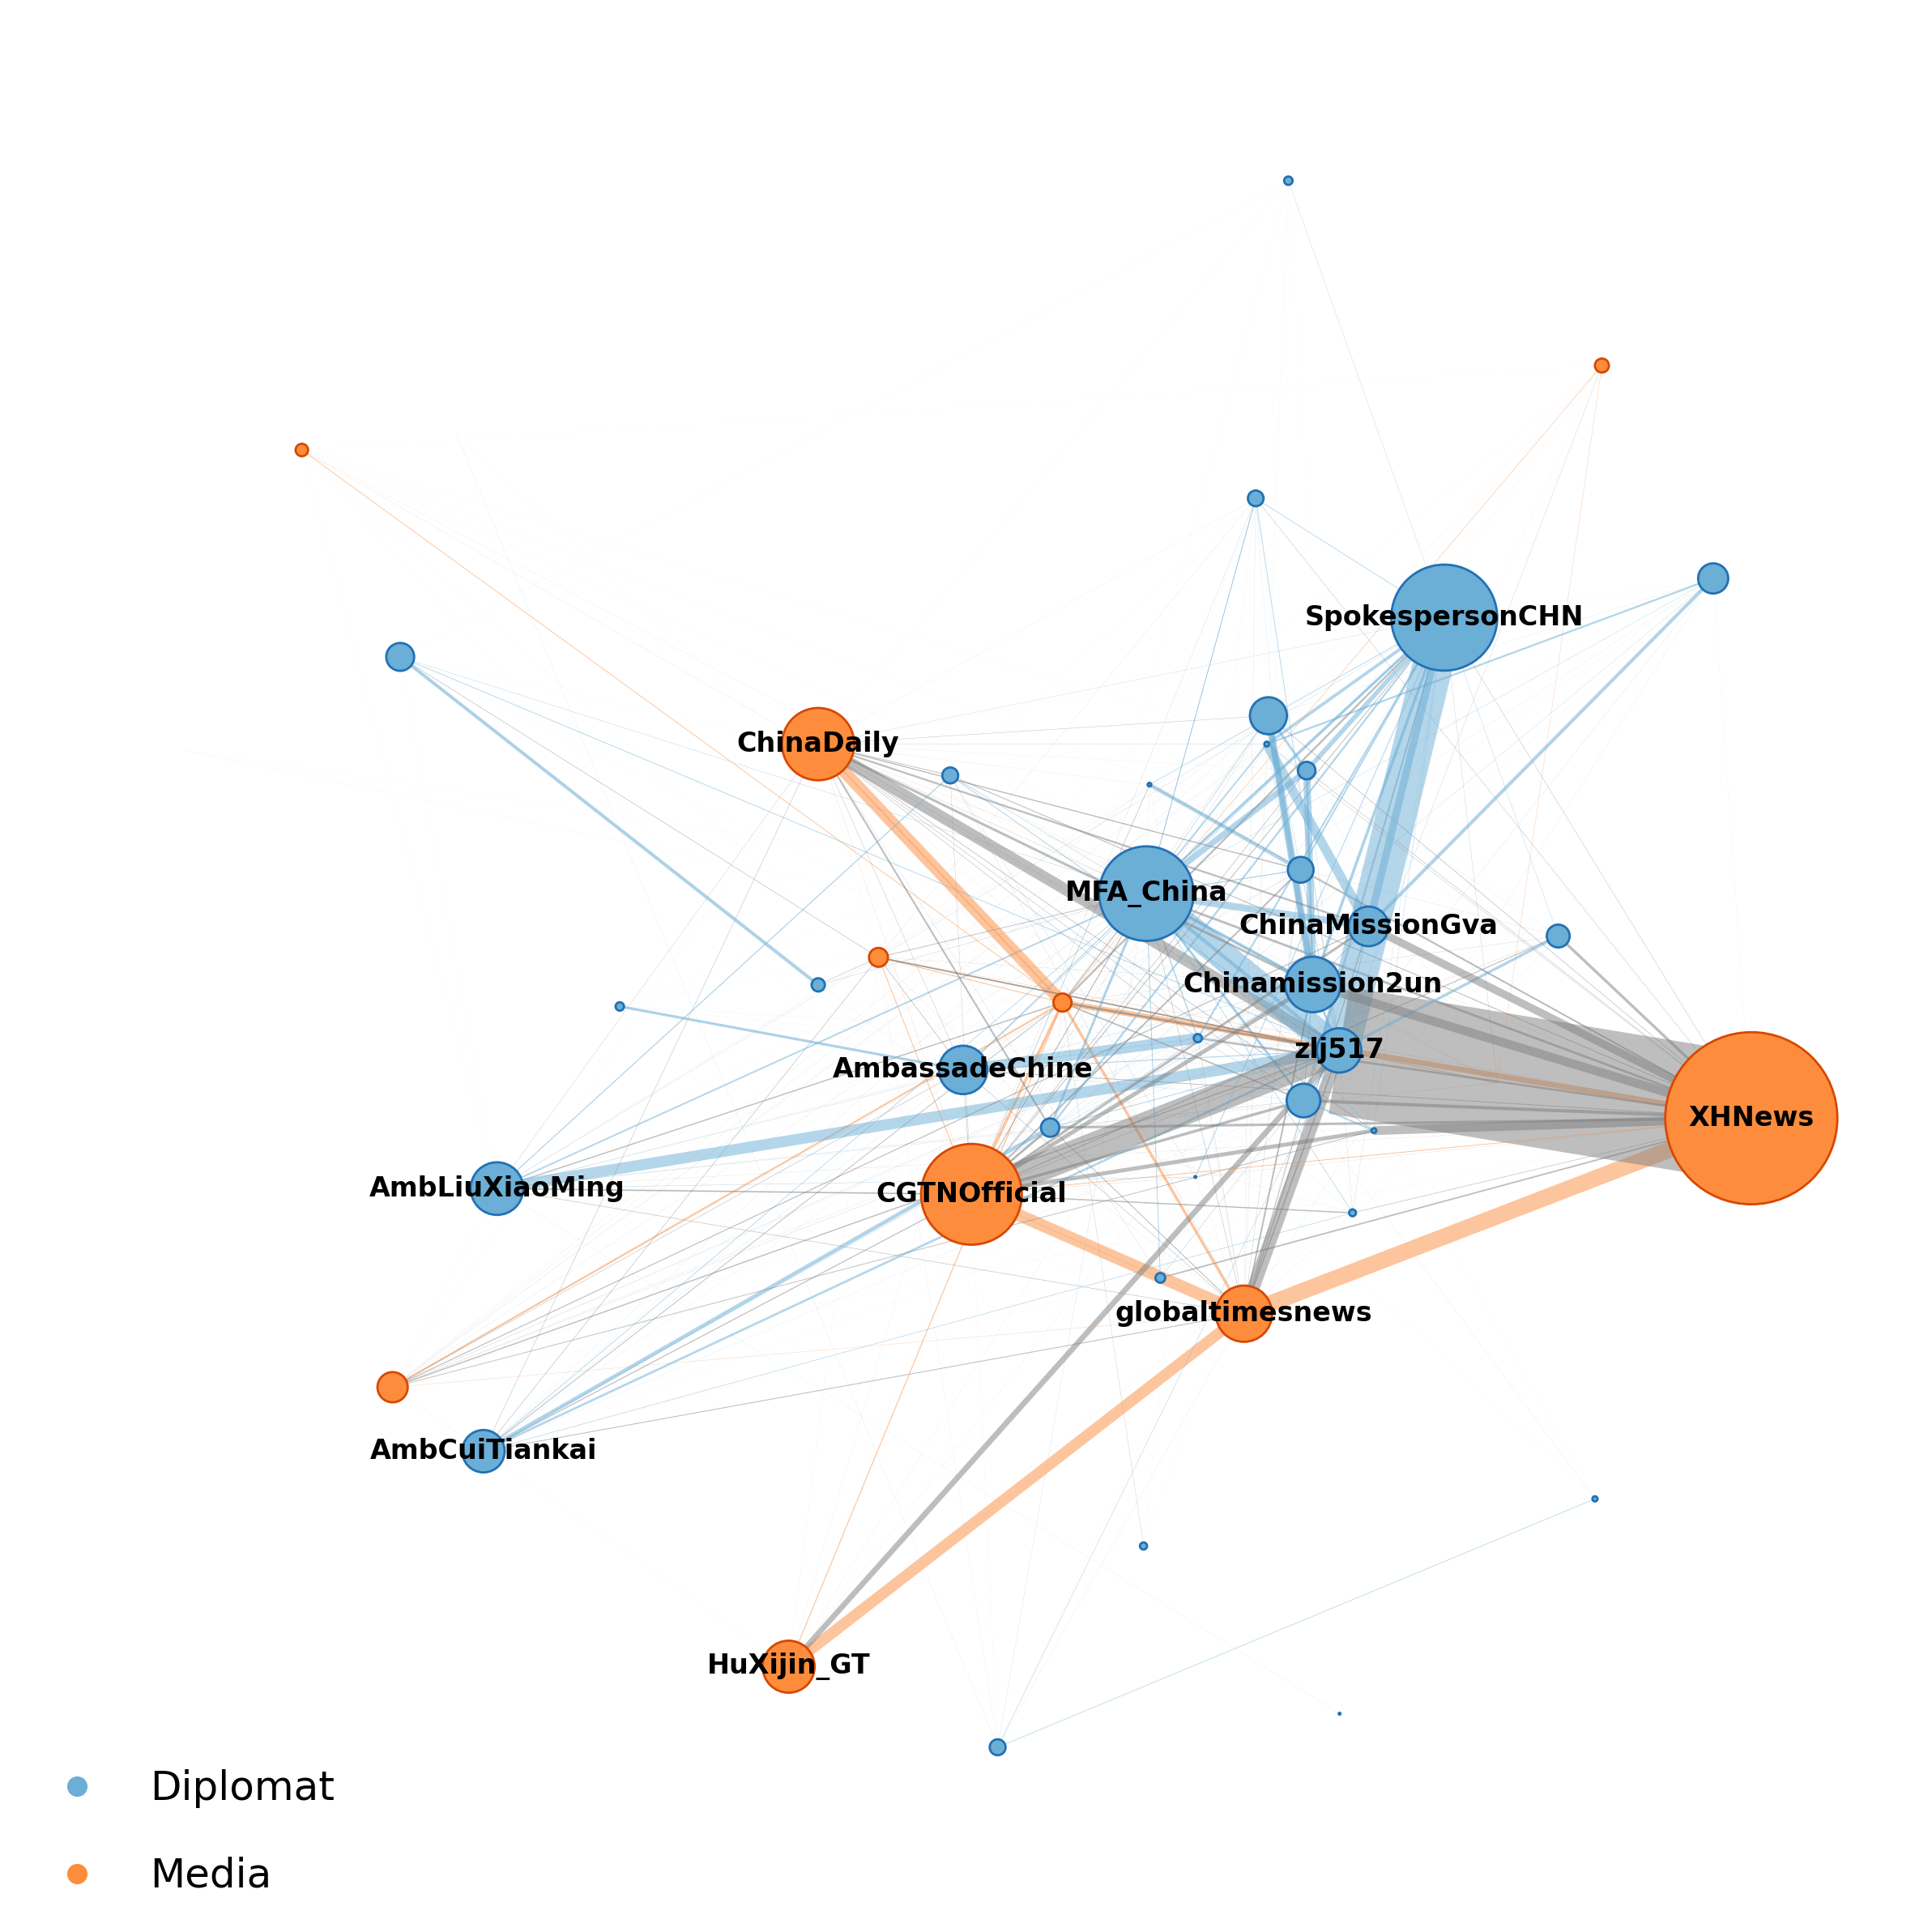 SpokespersonCHN
ChinaDaily
MFA_China
ChinaMissionGva
Chinamission2un
zlj517
AmbassadeChine
XHNews
AmbLiuXiaoMing
CGTNOfficial
globaltimesnews
AmbCuiTiankai
HuXijin_GT
Diplomat
Media